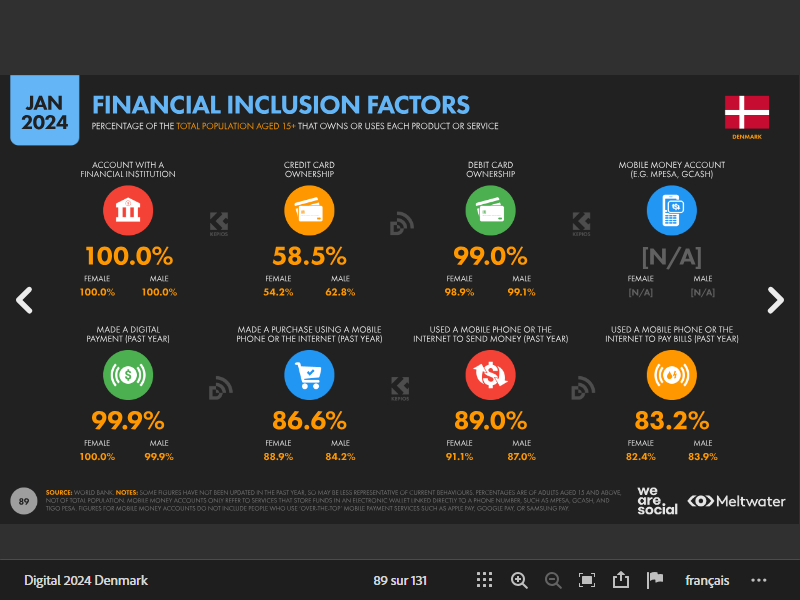 JAN
2024
FINANCIAL INCLUSION FACTORS
PERCENTAGE OF THE TOTAL POPULATION AGED 15+ THAT OWNS OR USES EACH PRODUCT OR SERVICE
DENMARK
ACCOUNT WITH A
FINANCIAL INSTITUTION
100.0%
FEMALE MALE
100.0% 100.0%
CREDIT CARD
OWNERSHIP
58.5%
FEMALE MALE
54.2% 62.8%
DEBIT CARD
OWNERSHIP
99.0%
FEMALE MALE
98.9% 99.1%
MOBILE MONEY ACCOUNT
(E.G. MPESA, GCASH)
[N/A]
FEMALE MALE
[N/A] [N/A]
KEPIOS
KEPIOS
MADE A DIGITAL
PAYMENT (PAST YEAR)
99.9%
FEMALE MALE
100.0% 99.9%
MADE A PURCHASE USING A MOBILE
PHONE OR THE INTERNET (PAST YEAR)
86.6%
FEMALE MALE
88.9% 84.2%
USED A MOBILE PHONE OR THE
INTERNET TO SEND MONEY (PAST YEAR)
89.0%
FEMALE MALE
91.1% 87.0%
USED A MOBILE PHONE OR THE
INTERNET TO PAY BILLS (PAST YEAR)
83.2%
FEMALE MALE
82.4% 83.9%
KEPIOS
89
SOURCE: WORLD BANK. NOTES: SOME FIGURES HAVE NOT BEEN UPDATED IN THE PAST YEAR, SO MAY BE LESS REPRESENTATIVE OF CURRENT BEHAVIOURS. PERCENTAGES ARE OF ADULTS AGED 15 AND ABOVE,
NOT OF TOTAL POPULATION. MOBILE MONEY ACCOUNTS ONLY REFER TO SERVICES THAT STORE FUNDS IN AN ELECTRONIC WALLET LINKED DIRECTLY TO A PHONE NUMBER, SUCH AS MPESA, GCASH, AND
TIGO PESA. FIGURES FOR MOBILE MONEY ACCOUNTS DO NOT INCLUDE PEOPLE WHO USE 'OVER-THE-TOP' MOBILE PAYMENT SERVICES SUCH AS APPLE PAY, GOOGLE PAY, OR SAMSUNG PAY.
we
are.
social
Meltwater
Digital 2024 Denmark
89 sur 131
français